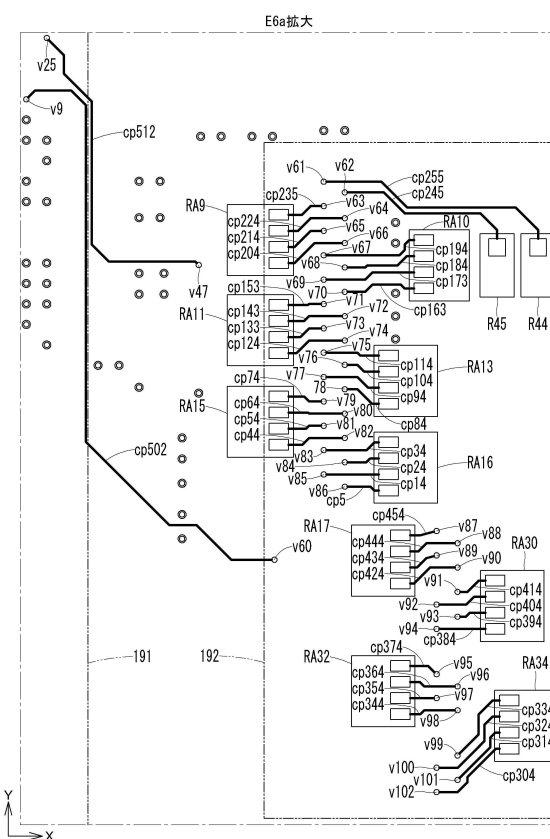 E6a拡大
v25
v9
cp512
v61
v62
cp255
cp245
cp235
v63
RA9
cp224
v64
RA10
cp214
v65
cp204
v66
cp194
v67
cp184
v68
cp173
v47
v69
v70
cp163
cp153
v71
R45
R44
RA11
cp143
v72
cp133
v73
cp124
v74
v75
v76
cp114
RA13
v77
cp104
cp74
78
cp94
RA15
cp64
v79
cp54
v80
cp84
cp44
v81
v82
cp34
cp502
v83
cp24
RA16
v84
cp14
v85
v86
cp5
cp454
v87
RA17
cp444
v88
cp434
v89
RA30
cp424
v90
v60
v91
cp414
v92
cp404
v93
cp394
v94
cp384
cp374
191
192
RA32
v95
RA34
cp364
v96
cp354
v97
cp344
v98
cp334
cp324
v99
cp314
v100
v101
v102
cp304
Y
X